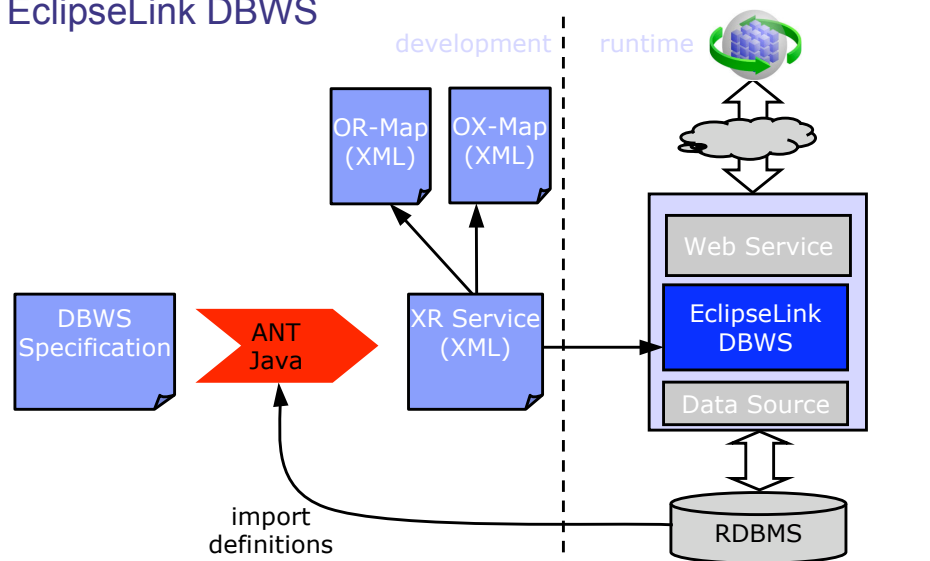 EclipseLink DBWS
development
runtime
OR-Map
(XML)
OX-Map
(XML)
Web Service
DBWS
Specification
ANT
Java
XR Service
(XML)
EclipseLink
DBWS
Data Source
import
definitions
RDBMS